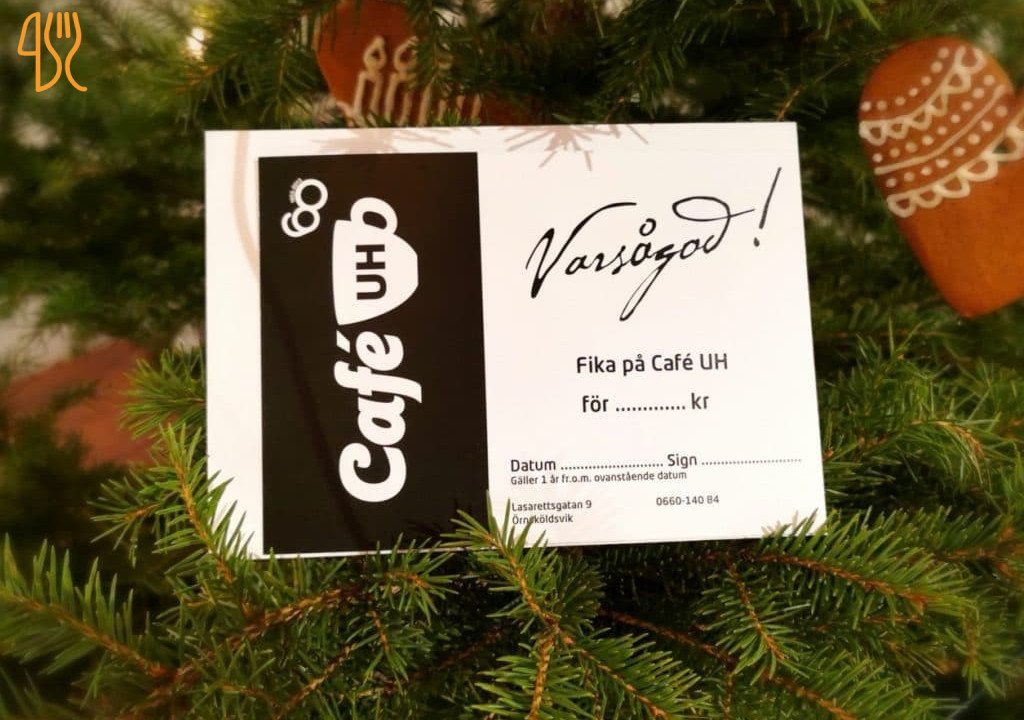 Café UH
60
Varsågod!
Fika på Café UH
för ............. kr
Datum .......................... Sign ..........................
Gäller 1 år fr.o.m. ovanstående datum
Lasarettsgatan 9 0660-140 84
Örnsköldsvik